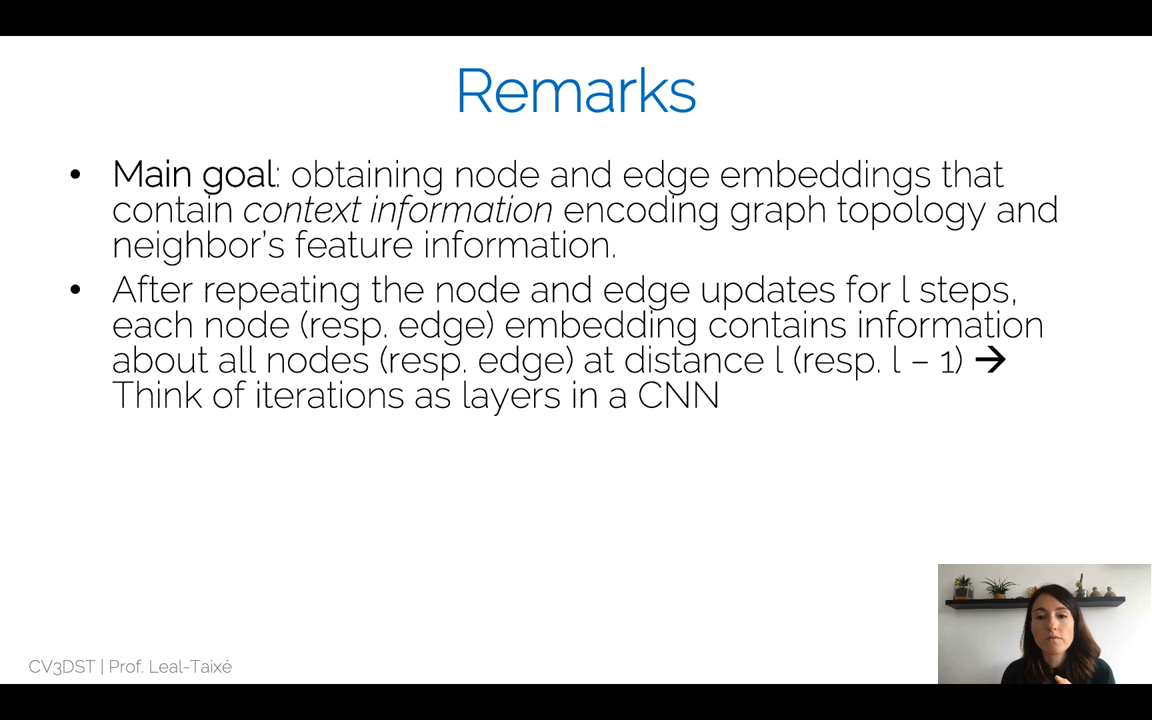 Remarks
• Main goal: obtaining node and edge embeddings that
contain context information encoding graph topology and
neighbor's feature information.
• After repeating the node and edge updates for l steps,
each node (resp. edge) embedding contains information
about all nodes (resp. edge) at distance l (resp. l – 1) →
Think of iterations as layers in a CNN
CV3DST | Prof. Leal-Taixé